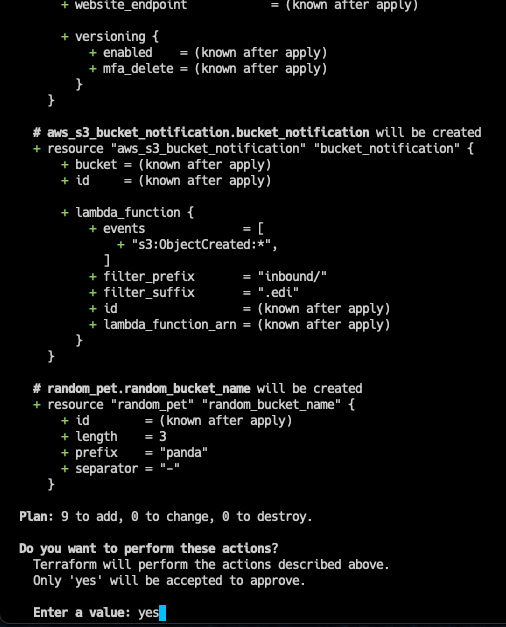 + website_endpoint = (known after apply)
+ versioning {
+ enabled = (known after apply)
+ mfa_delete = (known after apply)
}
}
# aws_s3_bucket_notification.bucket_notification will be created
+ resource "aws_s3_bucket_notification" "bucket_notification" {
+ bucket = (known after apply)
+ id = (known after apply)
+ lambda_function {
+ events = [
+ "s3:ObjectCreated:*",
]
+ filter_prefix = "inbound/"
+ filter_suffix = ".edi"
+ id = (known after apply)
+ lambda_function_arn = (known after apply)
}
}
# random_pet.random_bucket_name will be created
+ resource "random_pet" "random_bucket_name" {
+ id = (known after apply)
+ length = 3
+ prefix = "panda"
+ separator = "-"
}
Plan: 9 to add, 0 to change, 0 to destroy.
Do you want to perform these actions?
Terraform will perform the actions described above.
Only 'yes' will be accepted to approve.
Enter a value: yes